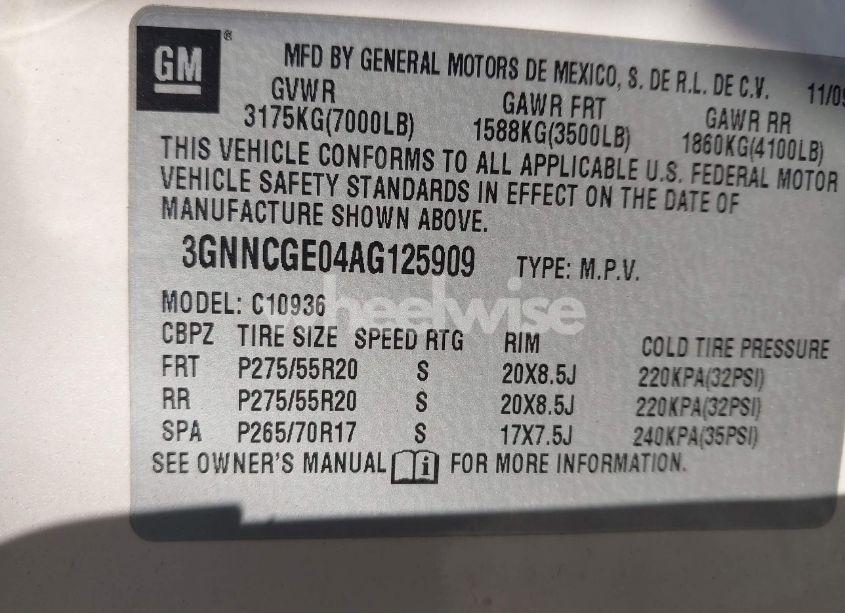 GM ® MFD BY GENERAL MOTORS DE MEXICO, S. DE R.L. DE C.V. 11/09
GVWR GAWR FRT GAWR RR
3175KG(7000LB) 1588KG(3500LB) 1860KG(4100LB)
THIS VEHICLE CONFORMS TO ALL APPLICABLE U.S. FEDERAL MOTOR
VEHICLE SAFETY STANDARDS IN EFFECT ON THE DATE OF
MANUFACTURE SHOWN ABOVE.
3GNNCGE04AG125909 TYPE: M.P.V.
wheelwise
MODEL: C10936
CBPZ TIRE SIZE SPEED RTG RIM COLD TIRE PRESSURE
FRT P275/55R20 S 20X8.5J 220KPA(32PSI)
RR P275/55R20 S 20X8.5J 220KPA(32PSI)
SPA P265/70R17 S 17X7.5J 240KPA(35PSI)
SEE OWNER'S MANUAL i FOR MORE INFORMATION.